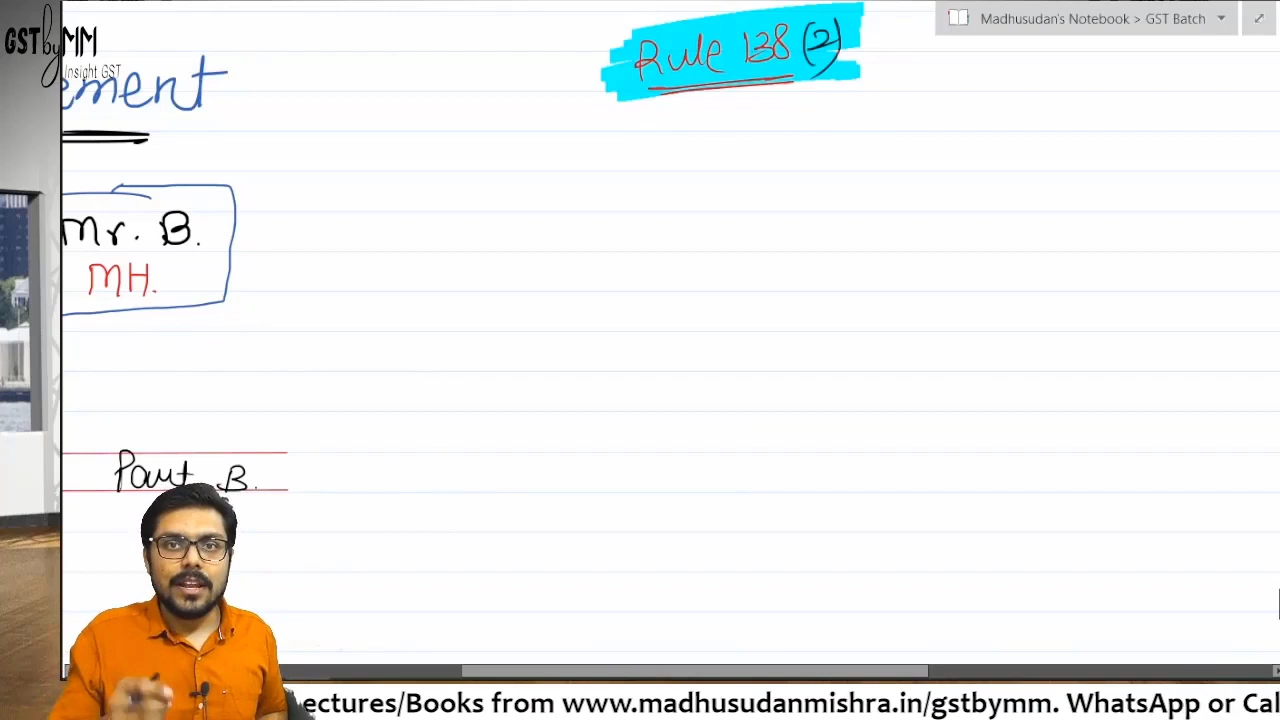 GSTbyMM
Insight GST
Madhusudan's Notebook > GST Batch
Rule 138 (2)
ement
Mr. B.
MH.
Part B.
ectures/Books from www.madhusudanmishra.in/gstbymm. WhatsApp or Cal